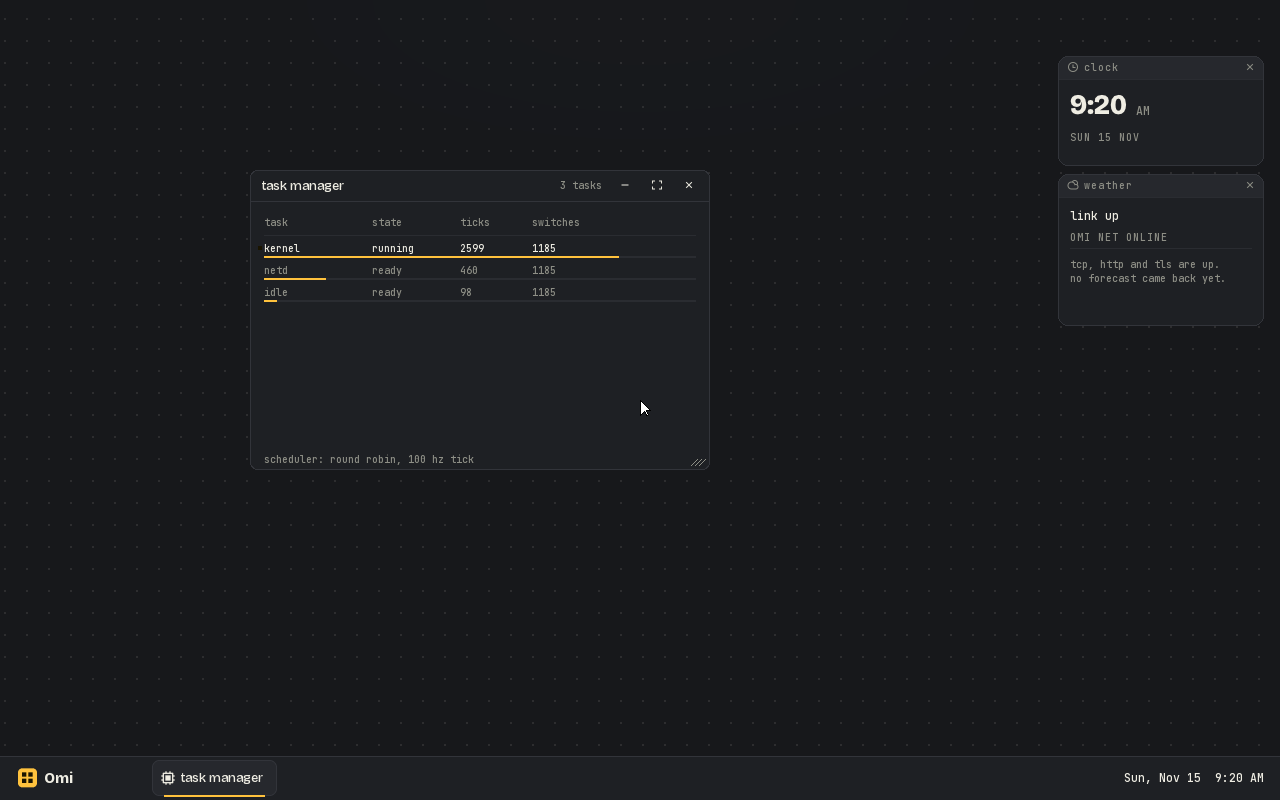 clock
9:20 AM
SUN 15 NOV
task manager 3 tasks
weather
link up
OMI NET ONLINE
tcp, http and tls are up.
no forecast came back yet.
task state ticks switches
kernel running 2599 1185
netd ready 460 1185
idle ready 98 1185
scheduler: round robin, 100 hz tick
Omi
task manager
Sun, Nov 15 9:20 AM